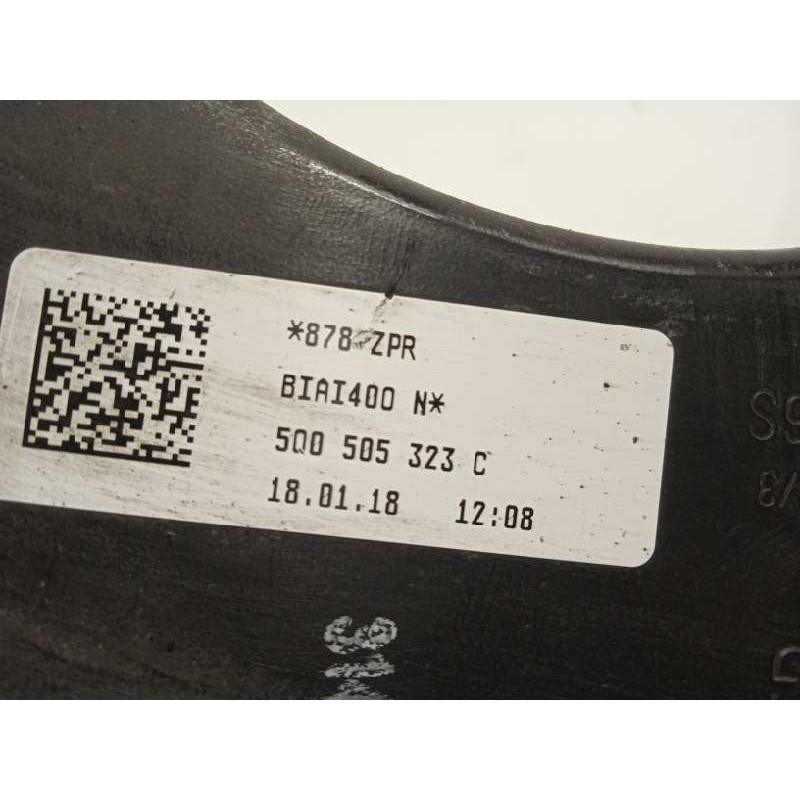 *878 ZPR
BIAI400 N*
5Q0 505 323 C
18.01.18 12:08